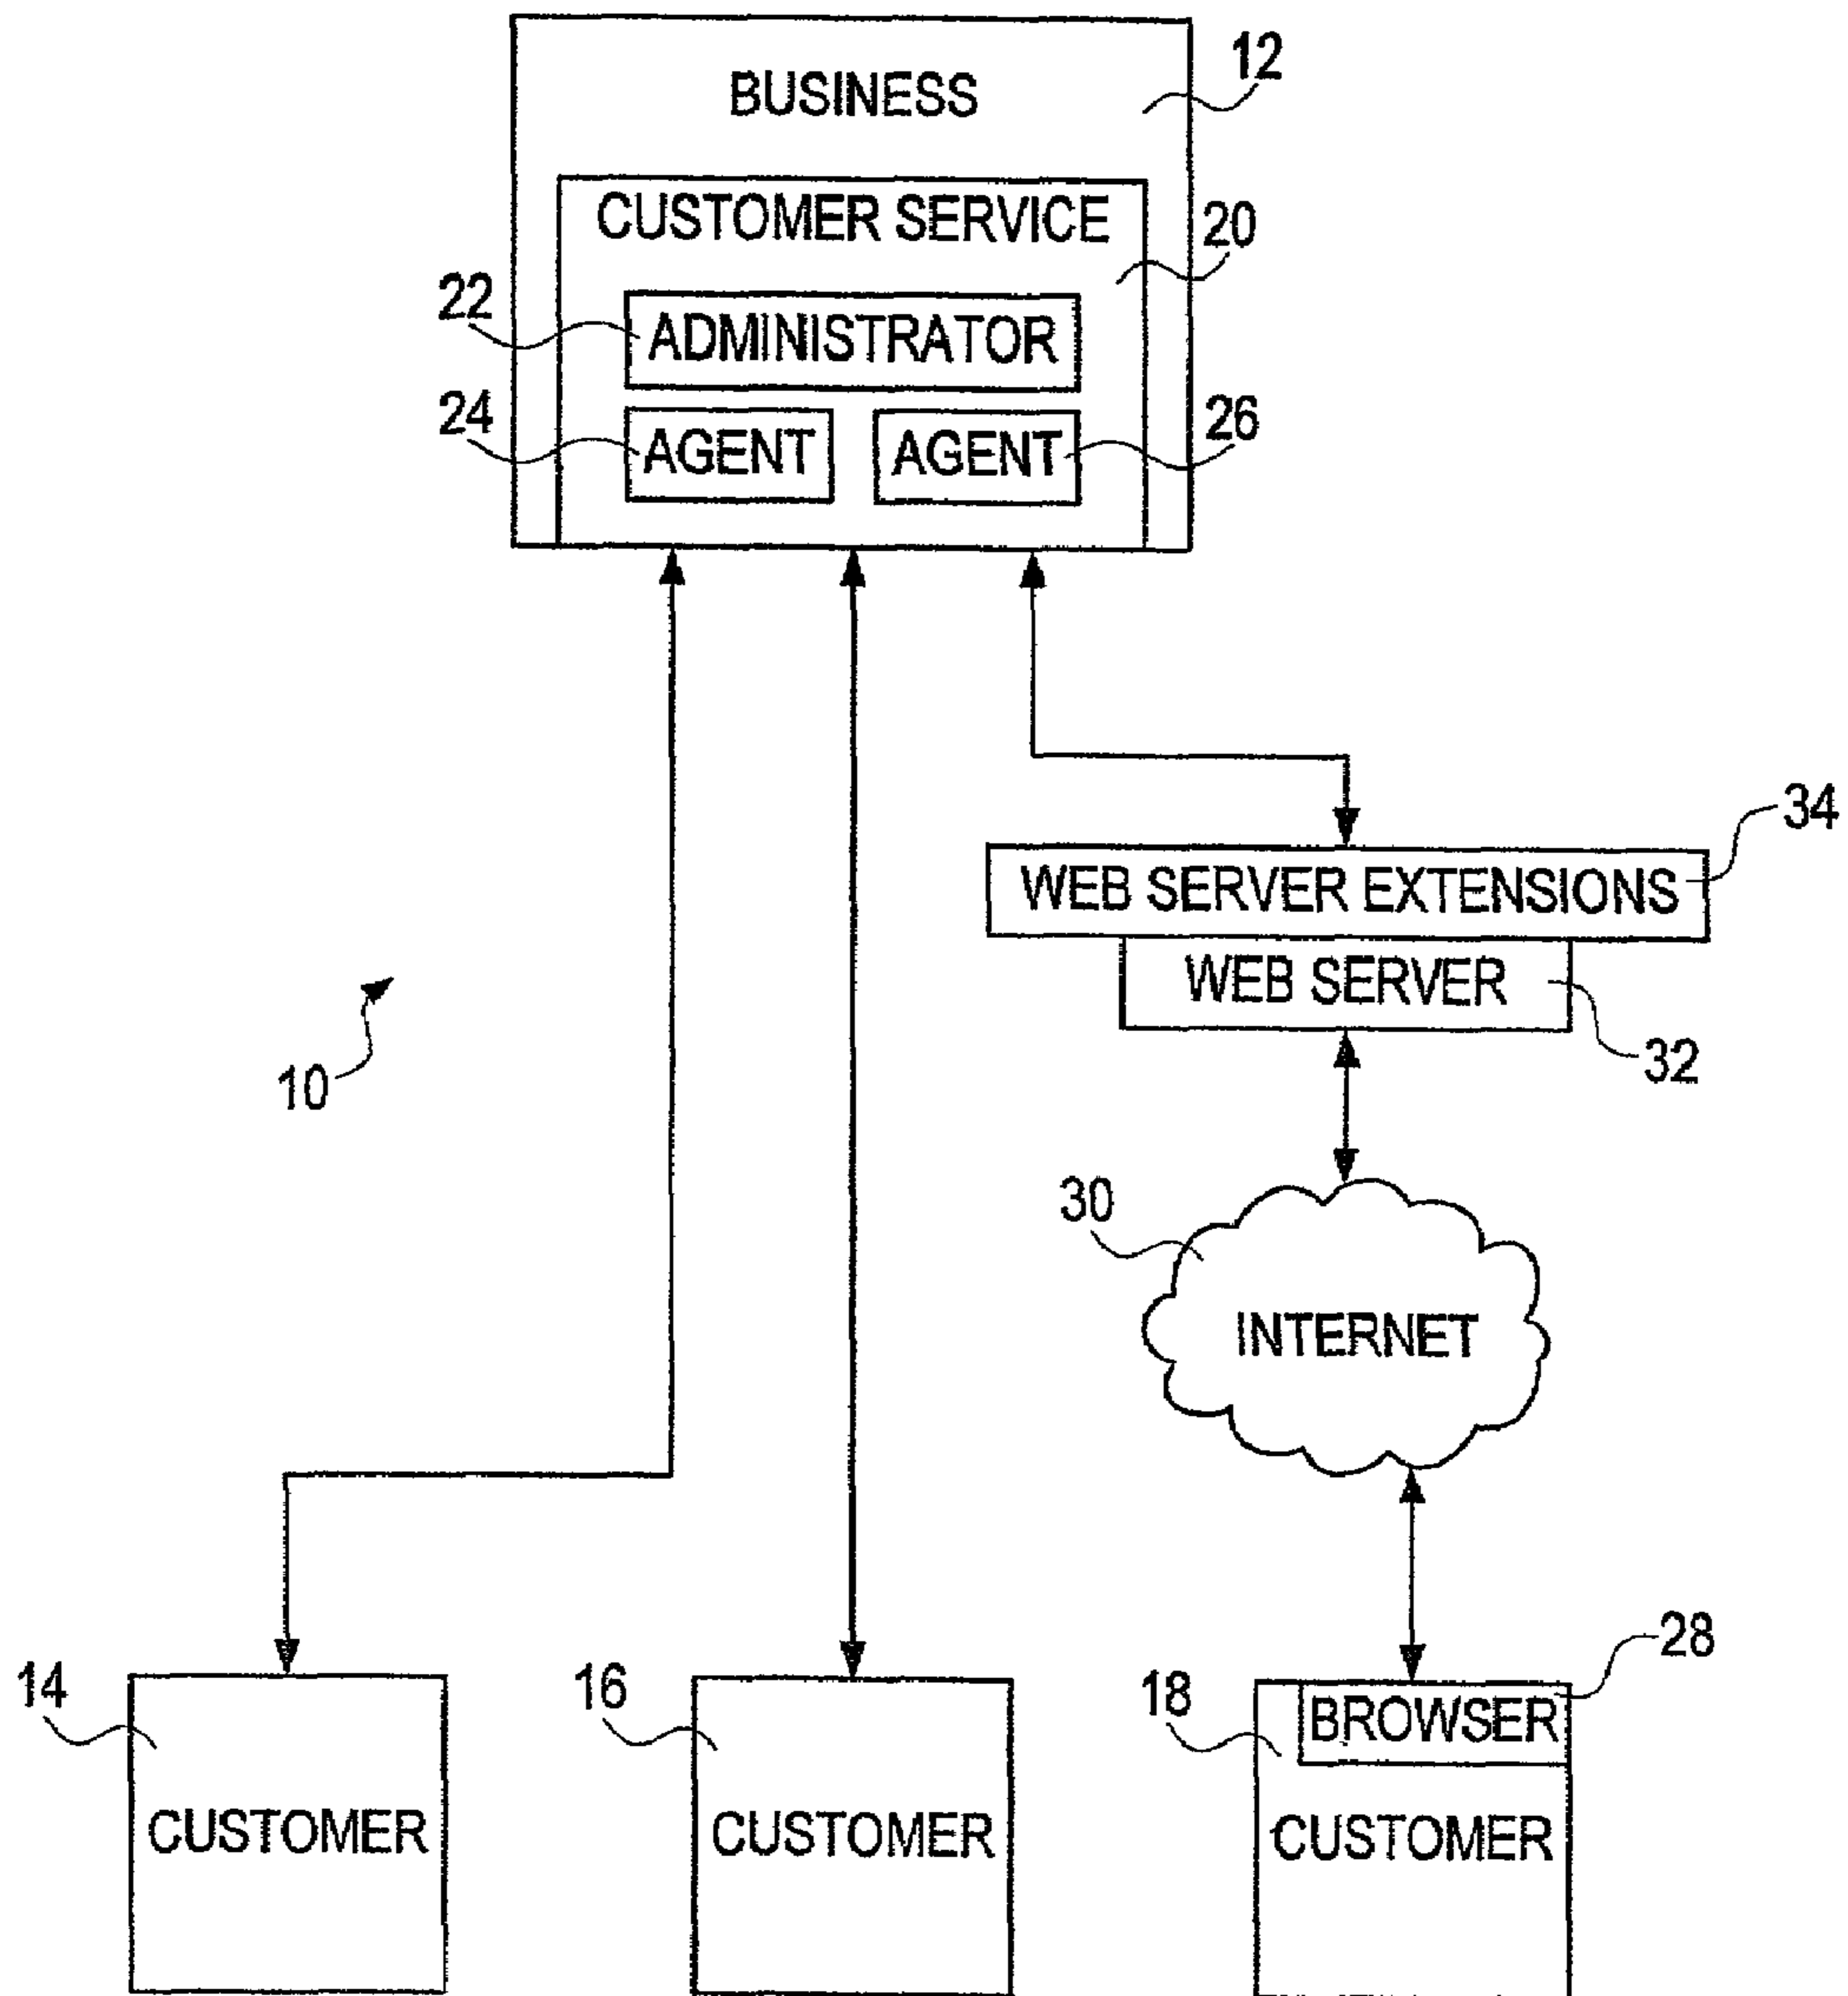 12
BUSINESS
CUSTOMER SERVICE
20
22
ADMINISTRATOR
24
AGENT
AGENT
26
34
WEB SERVER EXTENSIONS
WEB SERVER
32
10
30
INTERNET
28
14
16
18
BROWSER
CUSTOMER
CUSTOMER
CUSTOMER